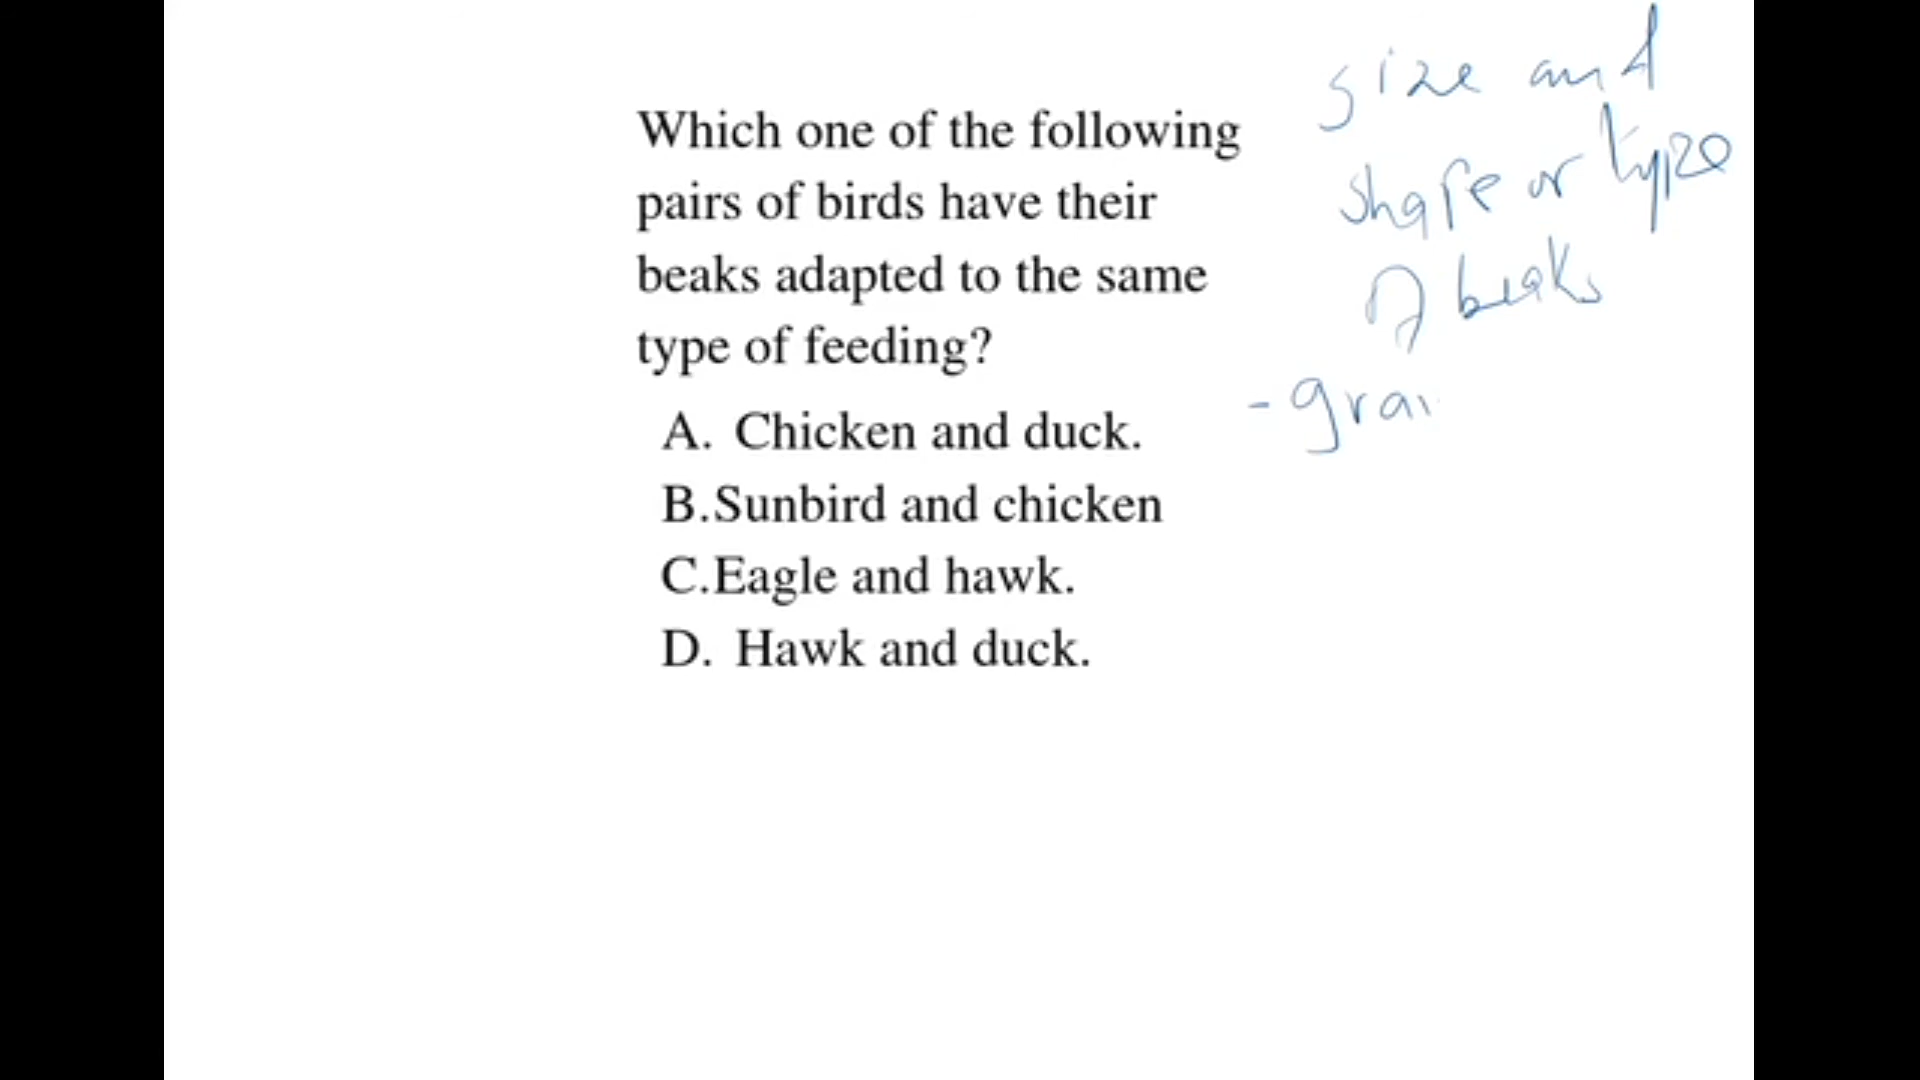 Which one of the following
pairs of birds have their
beaks adapted to the same
type of feeding?
A. Chicken and duck.
B.Sunbird and chicken
C.Eagle and hawk.
D. Hawk and duck.
size and
shape or type
of beaks
- grai